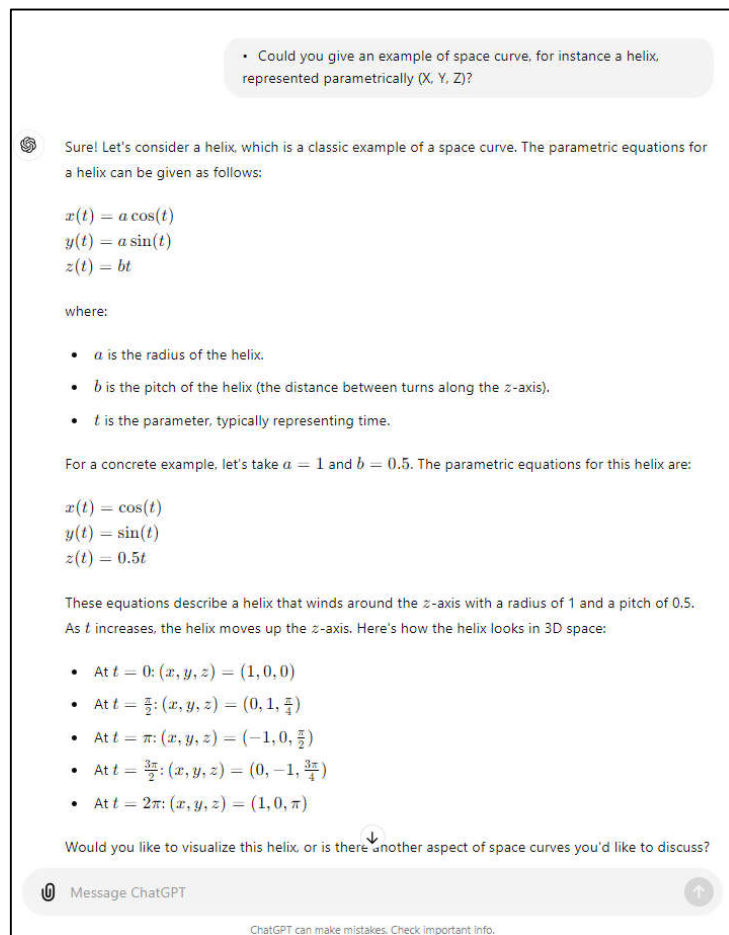 • Could you give an example of space curve, for instance a helix,
represented parametrically (X, Y, Z)?
Sure! Let's consider a helix, which is a classic example of a space curve. The parametric equations for
a helix can be given as follows:
x(t) = a cos(t)
y(t) = a sin(t)
z(t) = bt
where:
• a is the radius of the helix.
• b is the pitch of the helix (the distance between turns along the z-axis).
• t is the parameter, typically representing time.
For a concrete example, let's take a = 1 and b = 0.5. The parametric equations for this helix are:
x(t) = cos(t)
y(t) = sin(t)
z(t) = 0.5t
These equations describe a helix that winds around the z-axis with a radius of 1 and a pitch of 0.5.
As t increases, the helix moves up the z-axis. Here's how the helix looks in 3D space:
• At t = 0: (x, y, z) = (1, 0, 0)
• At t = π/2: (x, y, z) = (0, 1, π/4)
• At t = π: (x, y, z) = (−1, 0, π/2)
• At t = 3π/2: (x, y, z) = (0, −1, 3π/4)
• At t = 2π: (x, y, z) = (1, 0, π)
Would you like to visualize this helix, or is there another aspect of space curves you'd like to discuss?
Message ChatGPT
ChatGPT can make mistakes. Check important info.